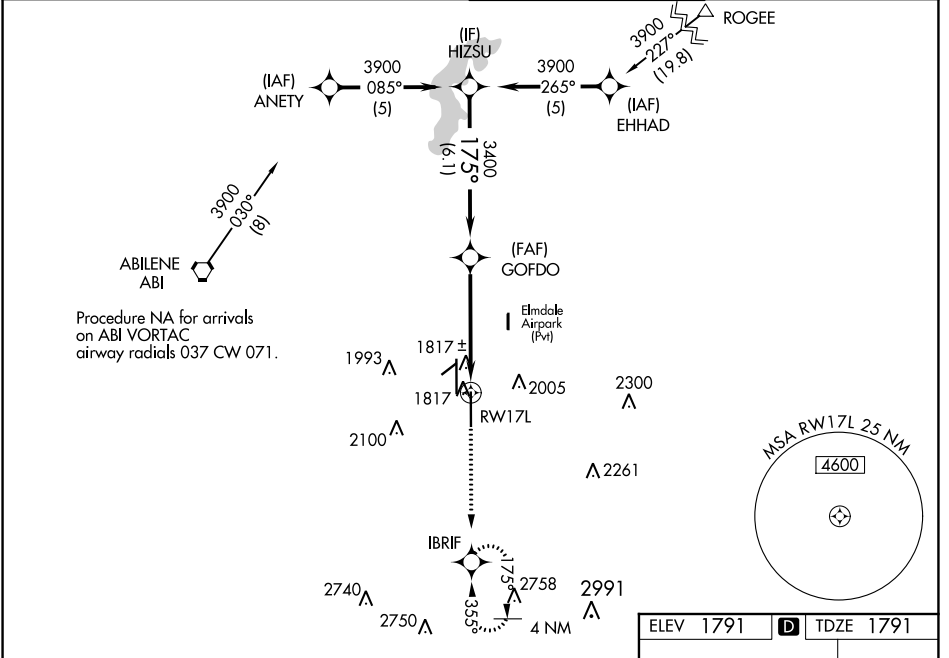 ROGEE
3900
227°
(19.8)
(IF)
HIZSU
3900
085°
(5)
3900
265°
(5)
(IAF)
ANETY
(IAF)
EHHAD
3400
175°
(6.1)
3900
030°
(8)
ABILENE
ABI
(FAF)
GOFDO
Procedure NA for arrivals
on ABI VORTAC
airway radials 037 CW 071.
Elmdale
Airpark
(Pvt)
1993
1817 ±
1817
2005
2300
RW17L
2100
2261
MSA RW17L 25 NM
4600
IBRIF
175°
355°
4 NM
2740
2750
2758
2991
ELEV 1791 D TDZE 1791